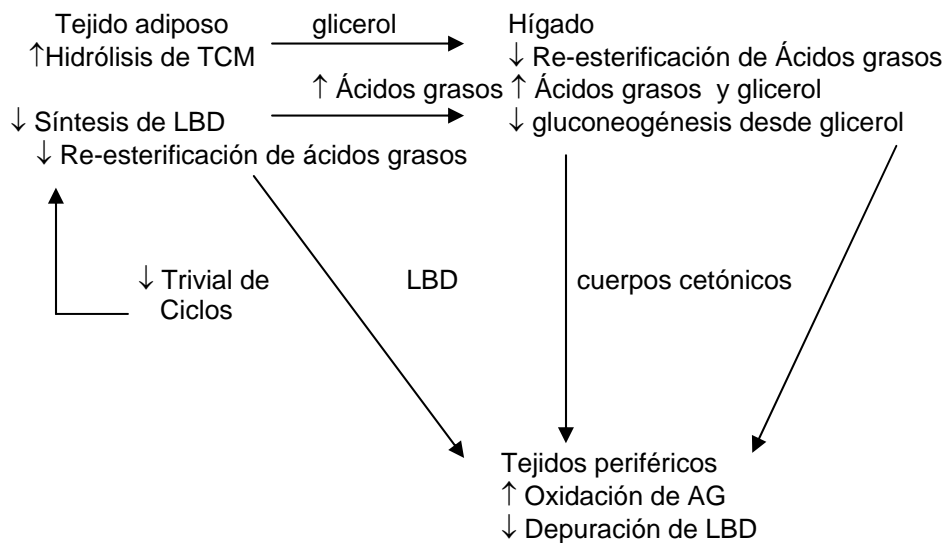 Tejido adiposo
↑Hidrólisis de TCM
glicerol
Hígado
↓ Re-esterificación de Ácidos grasos
↑ Ácidos grasos
↑ Ácidos grasos y glicerol
↓ Síntesis de LBD
↓ gluconeogénesis desde glicerol
↓ Re-esterificación de ácidos grasos
↓ Trivial de
Ciclos
LBD
cuerpos cetónicos
Tejidos periféricos
↑ Oxidación de AG
↓ Depuración de LBD